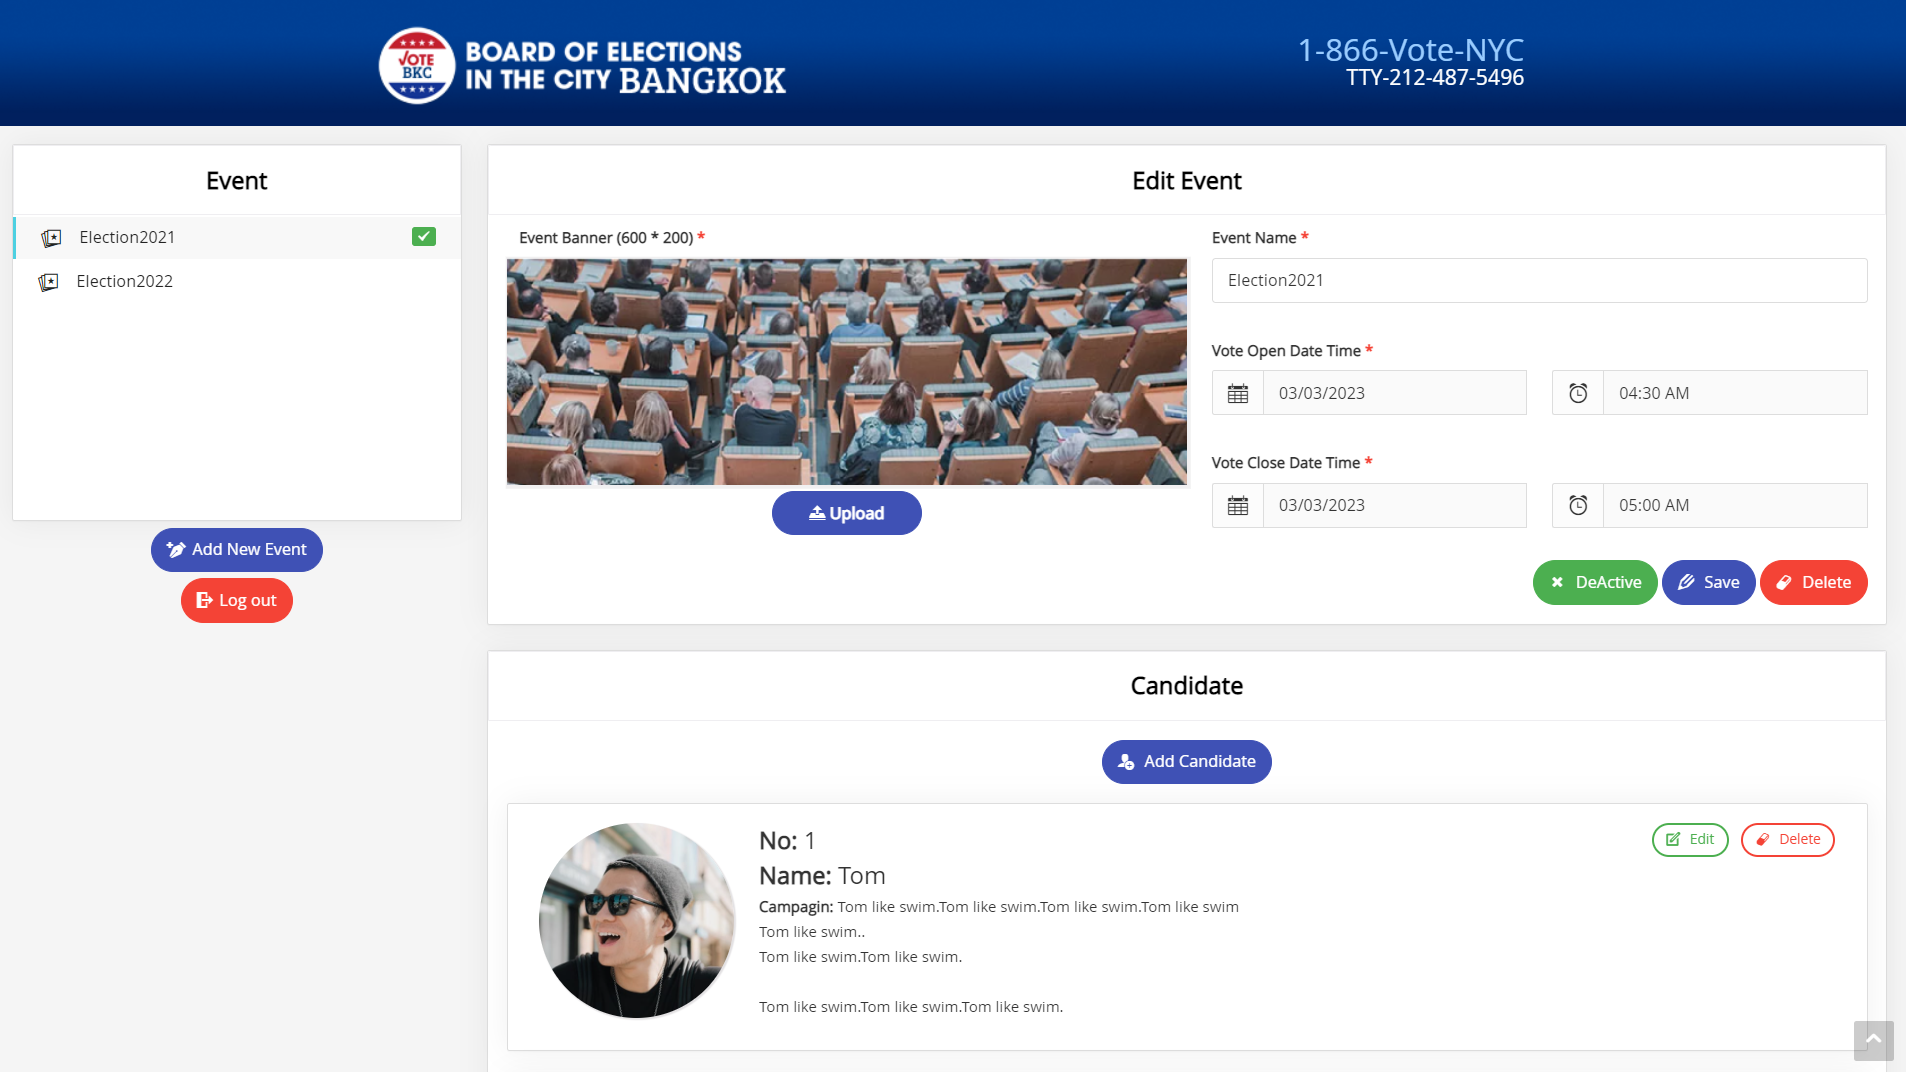 VOTE
BKC
BOARD OF ELECTIONS
IN THE CITY BANGKOK
1-866-Vote-NYC
TTY-212-487-5496
Event
Election2021
Election2022
Add New Event
Log out
Edit Event
Event Banner (600 * 200) *
Upload
Event Name *
Election2021
Vote Open Date Time *
03/03/2023
04:30 AM
Vote Close Date Time *
03/03/2023
05:00 AM
DeActive
Save
Delete
Candidate
Add Candidate
No: 1
Edit
Delete
Name: Tom
Campagin: Tom like swim.Tom like swim.Tom like swim.Tom like swim
Tom like swim..
Tom like swim.Tom like swim.
Tom like swim.Tom like swim.Tom like swim.